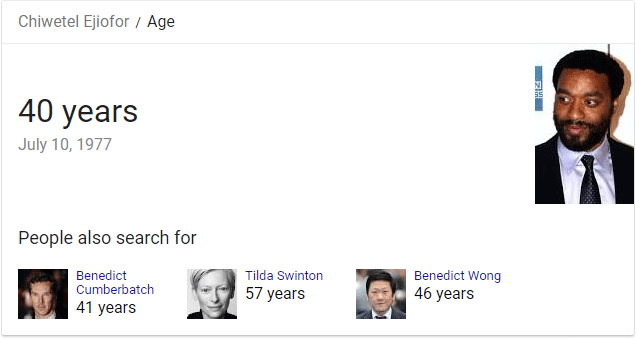 Chiwetel Ejiofor / Age
40 years
July 10, 1977
People also search for
Benedict
Cumberbatch
41 years
Tilda Swinton
57 years
Benedict Wong
46 years